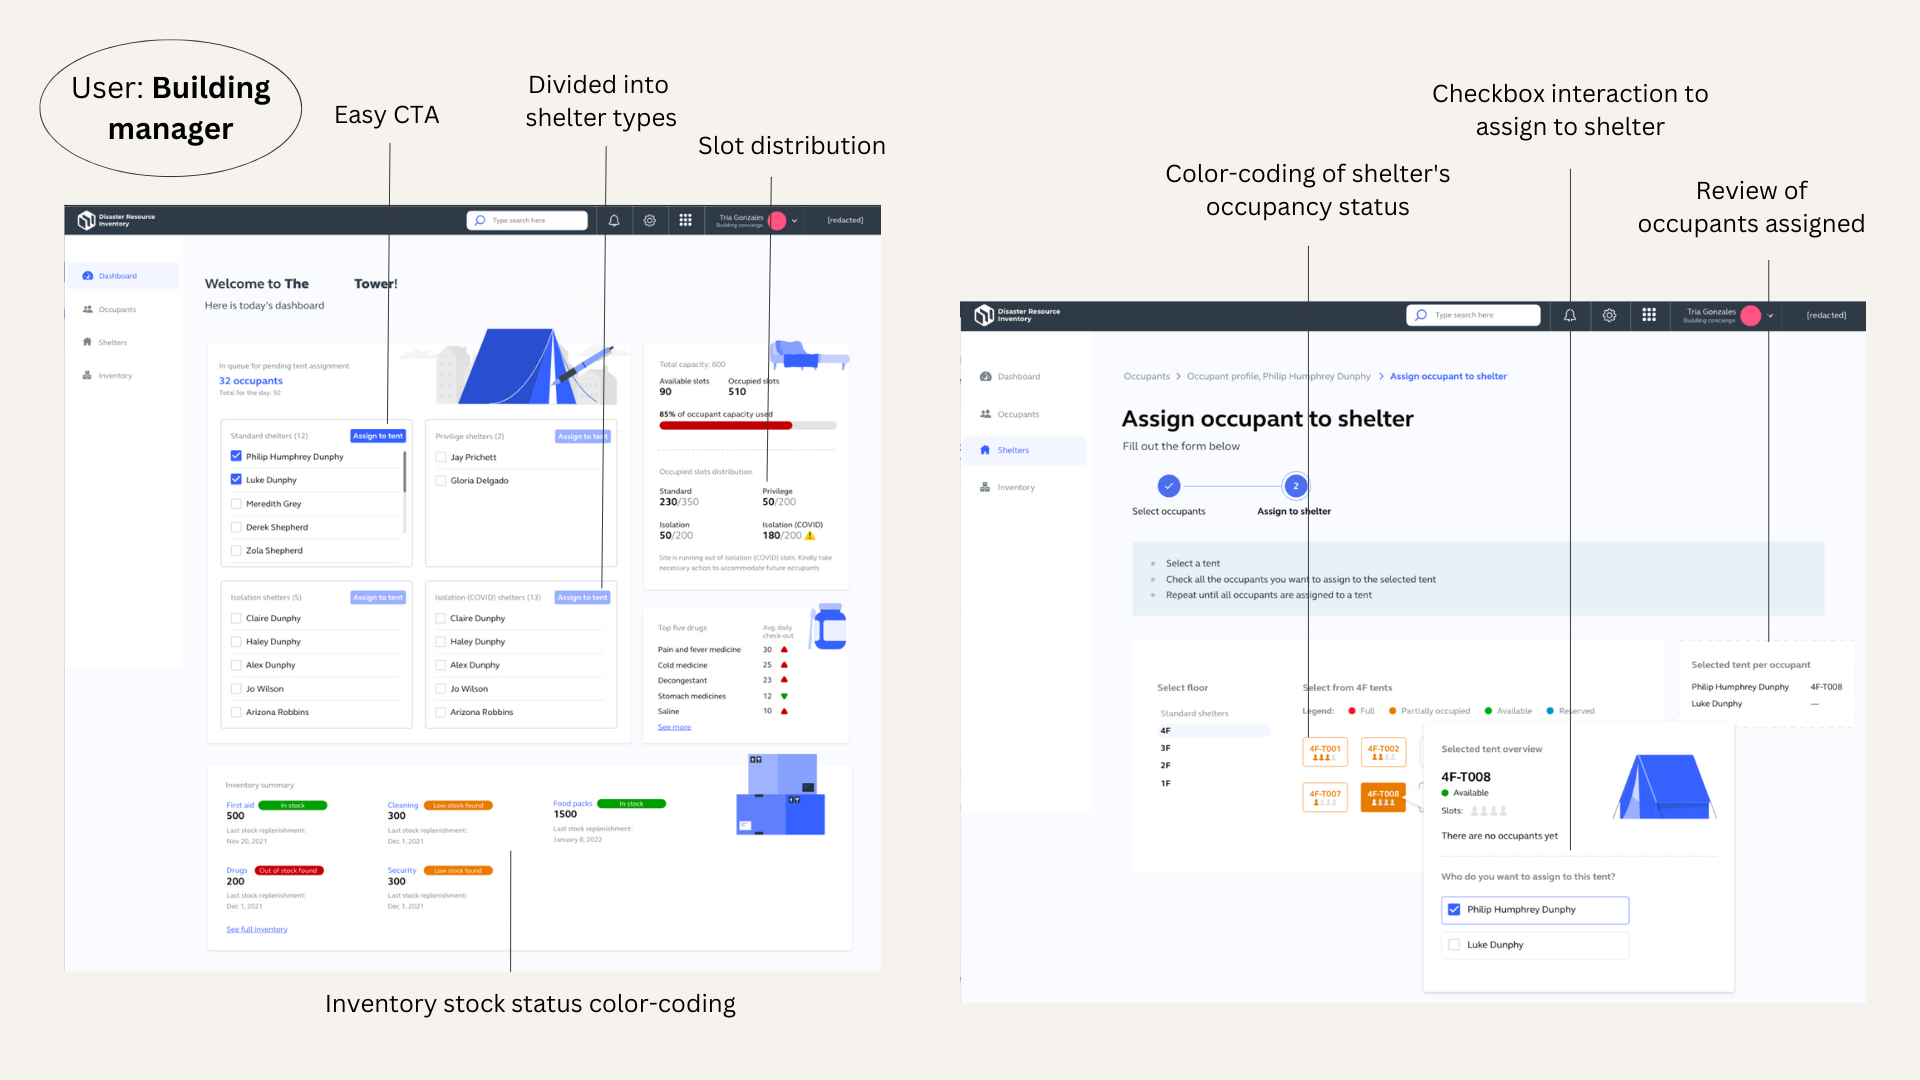 User: Building
manager
Easy CTA
Divided into
shelter types
Slot distribution
Disaster Resource
Inventory
Type search here
Tria Gonzales
Building concierge
[redacted]
Dashboard
Occupants
Shelters
Inventory
Welcome to The Tower!
Here is today's dashboard
In queue for pending tent assignment
32 occupants
Total for the day: 92
Standard shelters (12)
Assign to tent
Philip Humphrey Dunphy
Luke Dunphy
Meredith Grey
Derek Shepherd
Zola Shepherd
Privilige shelters (2)
Assign to tent
Jay Prichett
Gloria Delgado
Isolation shelters (5)
Assign to tent
Claire Dunphy
Haley Dunphy
Alex Dunphy
Jo Wilson
Arizona Robbins
Isolation (COVID) shelters (13)
Assign to tent
Claire Dunphy
Haley Dunphy
Alex Dunphy
Jo Wilson
Arizona Robbins
Total capacity: 600
Available slots
90
Occupied slots
510
85% of occupant capacity used
Occupied slots distribution
Standard
230/350
Privilege
50/200
Isolation
50/200
Isolation (COVID)
180/200
Site is running out of Isolation (COVID) slots. Kindly take
necessary action to accommodate future occupants
Top five drugs
Avg. daily
check-out
Pain and fever medicine 30
Cold medicine 25
Decongestant 23
Stomach medicines 12
Saline 10
See more
Inventory summary
First aid In stock
500
Last stock replenishment:
Nov 20, 2021
Cleaning Low stock found
300
Last stock replenishment:
Dec 1, 2021
Food packs In stock
1500
Last stock replenishment:
January 8, 2022
Drugs Out of stock found
200
Last stock replenishment:
Dec 1, 2021
Security Low stock found
300
Last stock replenishment:
Dec 1, 2021
See full inventory
Inventory stock status color-coding
Color-coding of shelter's
occupancy status
Checkbox interaction to
assign to shelter
Review of
occupants assigned
Disaster Resource
Inventory
Type search here
Tria Gonzales
Building concierge
[redacted]
Dashboard
Occupants
Shelters
Inventory
Occupants > Occupant profile, Philip Humphrey Dunphy > Assign occupant to shelter
Assign occupant to shelter
Fill out the form below
2
Select occupants
Assign to shelter
Select a tent
Check all the occupants you want to assign to the selected tent
Repeat until all occupants are assigned to a tent
Select floor
Standard shelters
4F
3F
2F
1F
Select from 4F tents
Legend: Full Partially occupied Available Reserved
4F-T001
4F-T002
4F-T007
4F-T008
Selected tent per occupant
Philip Humphrey Dunphy 4F-T008
Luke Dunphy —
Selected tent overview
4F-T008
Available
Slots:
There are no occupants yet
Who do you want to assign to this tent?
Philip Humphrey Dunphy
Luke Dunphy